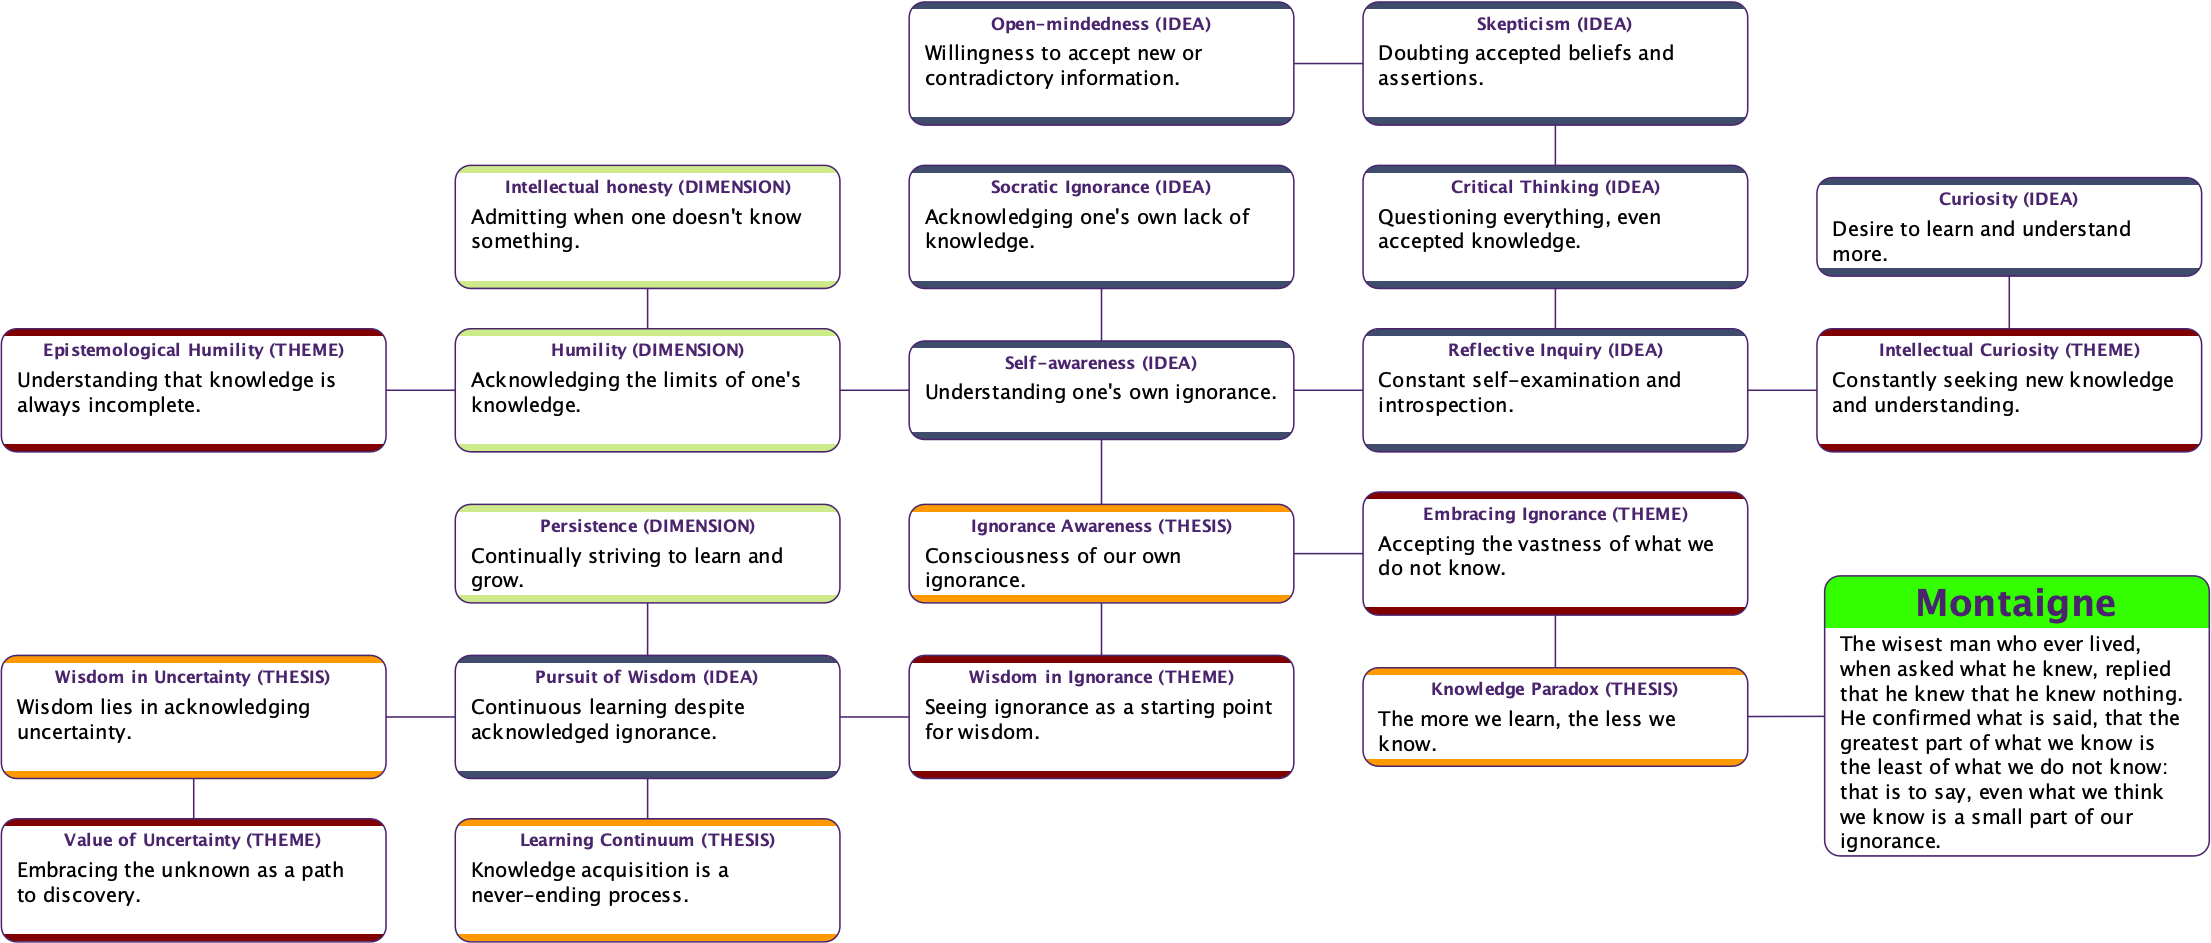 Open-mindedness (IDEA)
Willingness to accept new or
contradictory information.
Skepticism (IDEA)
Doubting accepted beliefs and
assertions.
Intellectual honesty (DIMENSION)
Admitting when one doesn't know
something.
Socratic Ignorance (IDEA)
Acknowledging one's own lack of
knowledge.
Critical Thinking (IDEA)
Questioning everything, even
accepted knowledge.
Curiosity (IDEA)
Desire to learn and understand
more.
Epistemological Humility (THEME)
Understanding that knowledge is
always incomplete.
Humility (DIMENSION)
Acknowledging the limits of one's
knowledge.
Self-awareness (IDEA)
Understanding one's own ignorance.
Reflective Inquiry (IDEA)
Constant self-examination and
introspection.
Intellectual Curiosity (THEME)
Constantly seeking new knowledge
and understanding.
Persistence (DIMENSION)
Continually striving to learn and
grow.
Ignorance Awareness (THESIS)
Consciousness of our own
ignorance.
Embracing Ignorance (THEME)
Accepting the vastness of what we
do not know.
Wisdom in Uncertainty (THESIS)
Wisdom lies in acknowledging
uncertainty.
Pursuit of Wisdom (IDEA)
Continuous learning despite
acknowledged ignorance.
Wisdom in Ignorance (THEME)
Seeing ignorance as a starting point
for wisdom.
Knowledge Paradox (THESIS)
The more we learn, the less we
know.
Montaigne
The wisest man who ever lived,
when asked what he knew, replied
that he knew that he knew nothing.
He confirmed what is said, that the
greatest part of what we know is
the least of what we do not know:
that is to say, even what we think
we know is a small part of our
ignorance.
Value of Uncertainty (THEME)
Embracing the unknown as a path
to discovery.
Learning Continuum (THESIS)
Knowledge acquisition is a
never-ending process.